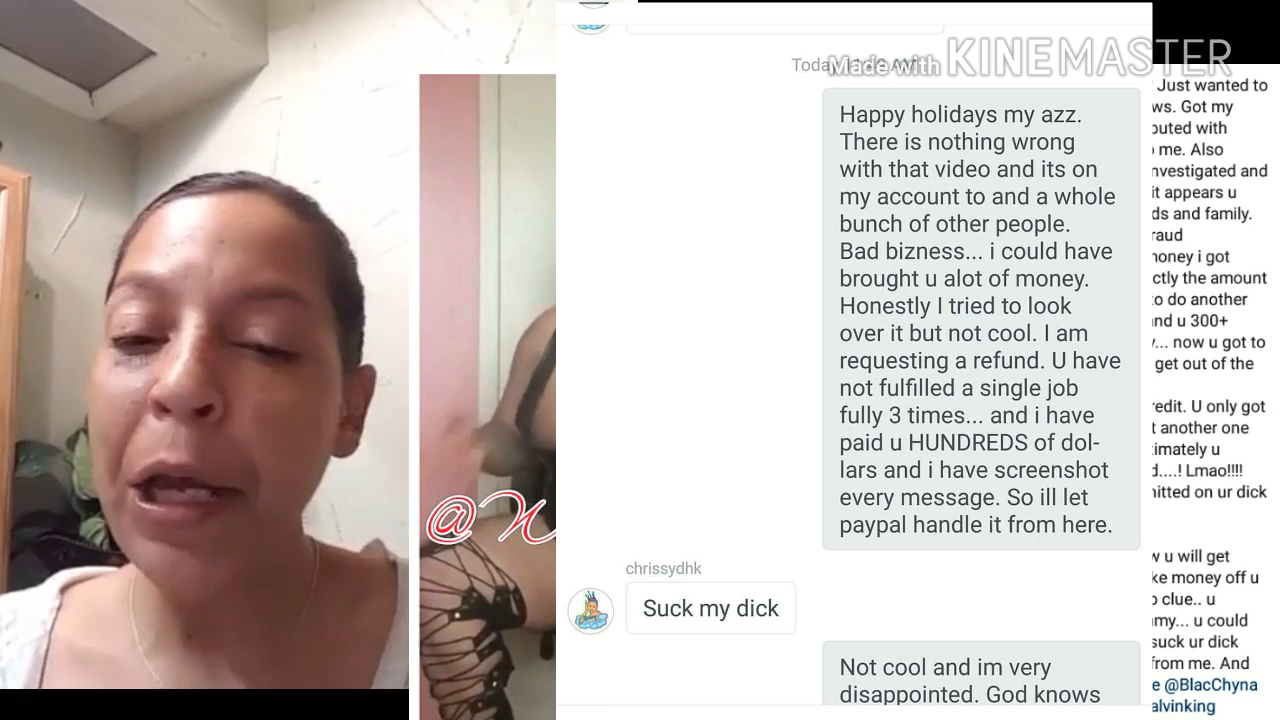 Today
Made with KINEMASTER
Happy holidays my azz.
There is nothing wrong
with that video and its on
my account to and a whole
bunch of other people.
Bad bizness... i could have
brought u alot of money.
Honestly I tried to look
over it but not cool. I am
requesting a refund. U have
not fulfilled a single job
fully 3 times... and i have
paid u HUNDREDS of dol-
lars and i have screenshot
every message. So ill let
paypal handle it from here.
chrissydhk
Suck my dick
Not cool and im very
disappointed. God knows
@N
Just wanted to
ws. Got my
outed with
me. Also
nvestigated and
it appears u
ds and family.
raud
money i got
ctly the amount
to do another
and u 300+
... now u got to
get out of the
redit. U only got
t another one
timately u
d....! Lmao!!!!
mitted on ur dick
w u will get
ke money off u
o clue.. u
my... u could
suck ur dick
from me. And
e @BlacChyna
alvinking